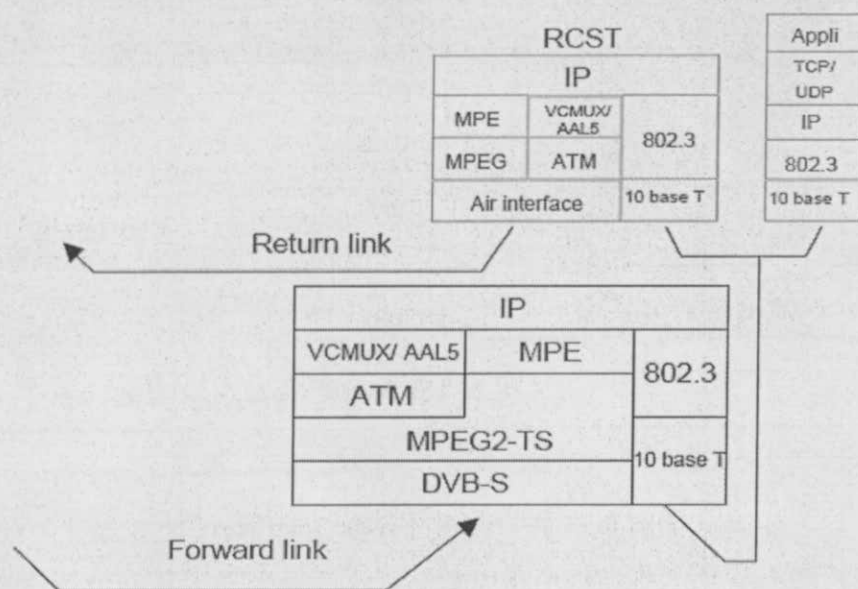 RCST
IP
MPE
VCMUX/
AAL5
802.3
MPEG
ATM
Air interface
10 base T
Appli
TCP/
UDP
IP
802.3
10 base T
Return link
IP
VCMUX/ AAL5
MPE
802.3
ATM
MPEG2-TS
10 base T
DVB-S
Forward link